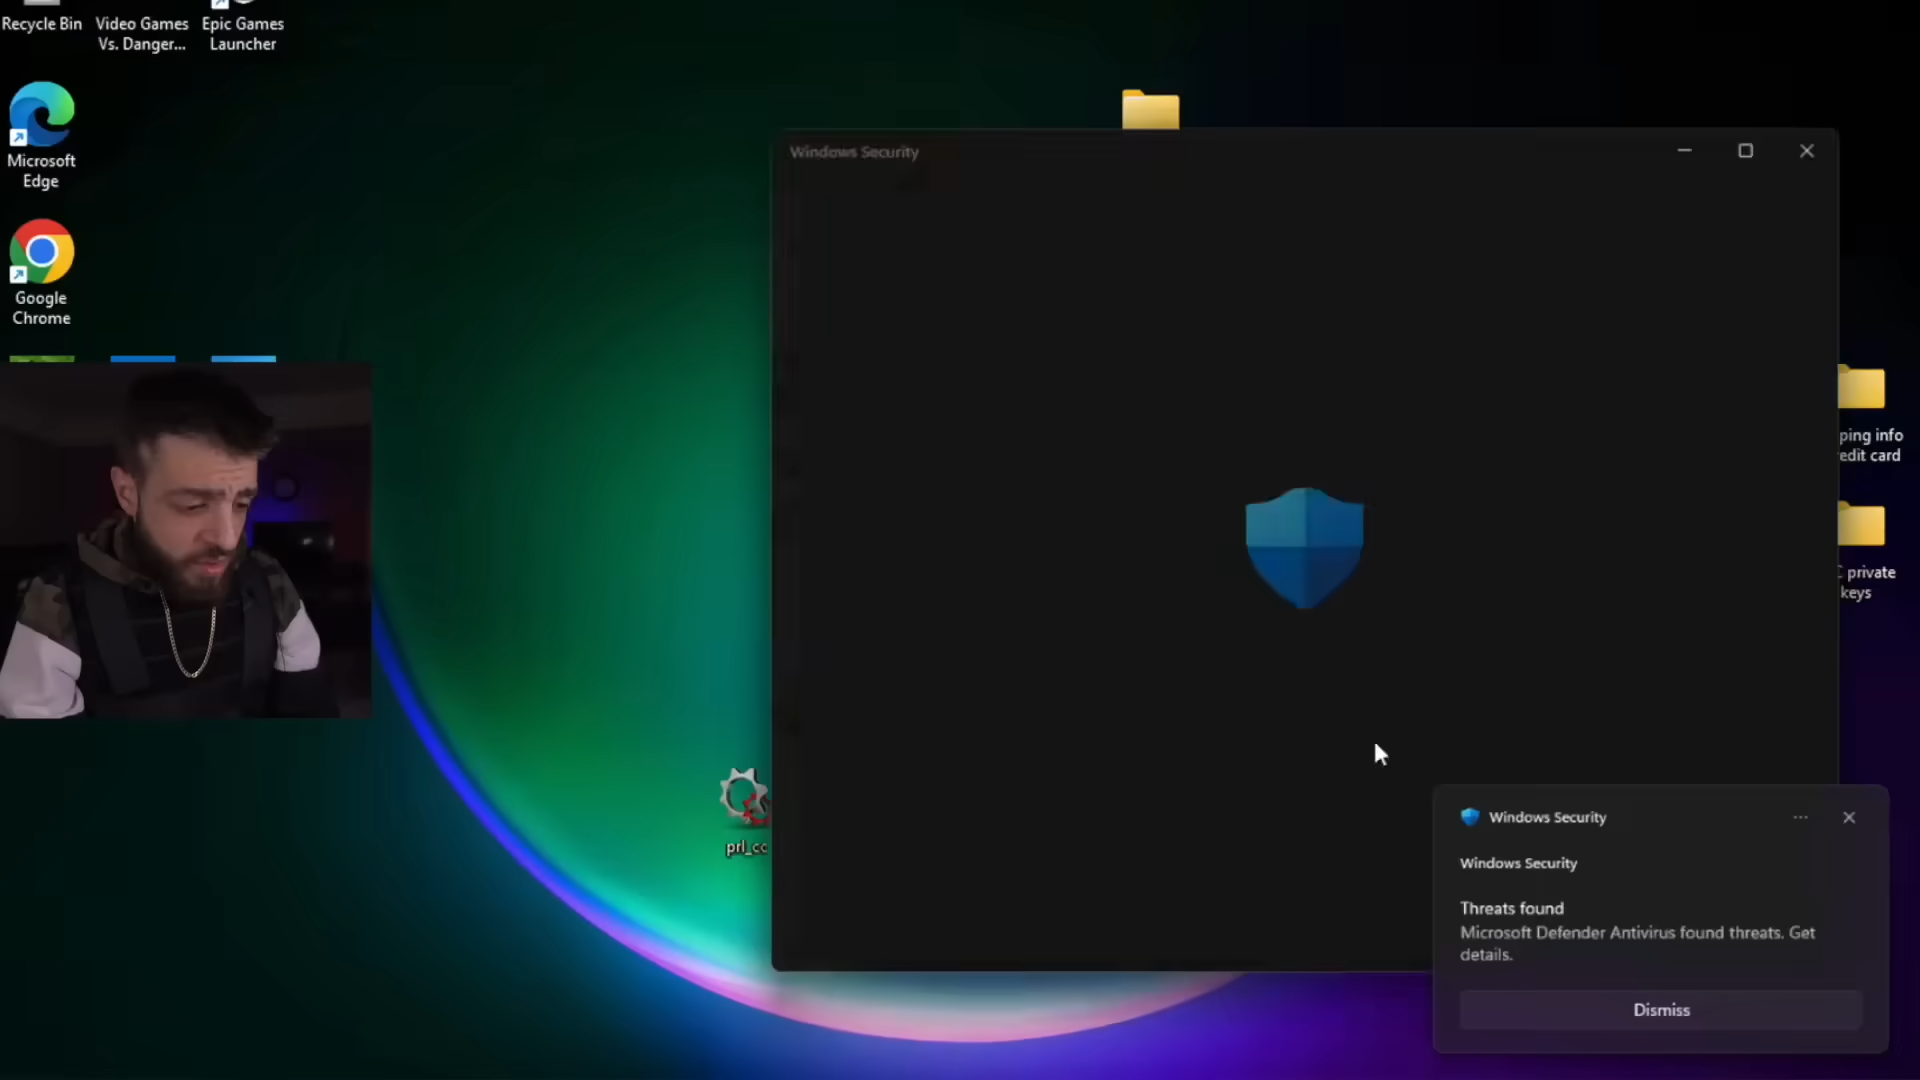 Recycle Bin
Video Games
Vs. Danger...
Epic Games
Launcher
Microsoft
Edge
Google
Chrome
Windows Security
ping info
edit card
private
keys
prl_cc
Windows Security
Windows Security
Threats found
Microsoft Defender Antivirus found threats. Get
details.
Dismiss